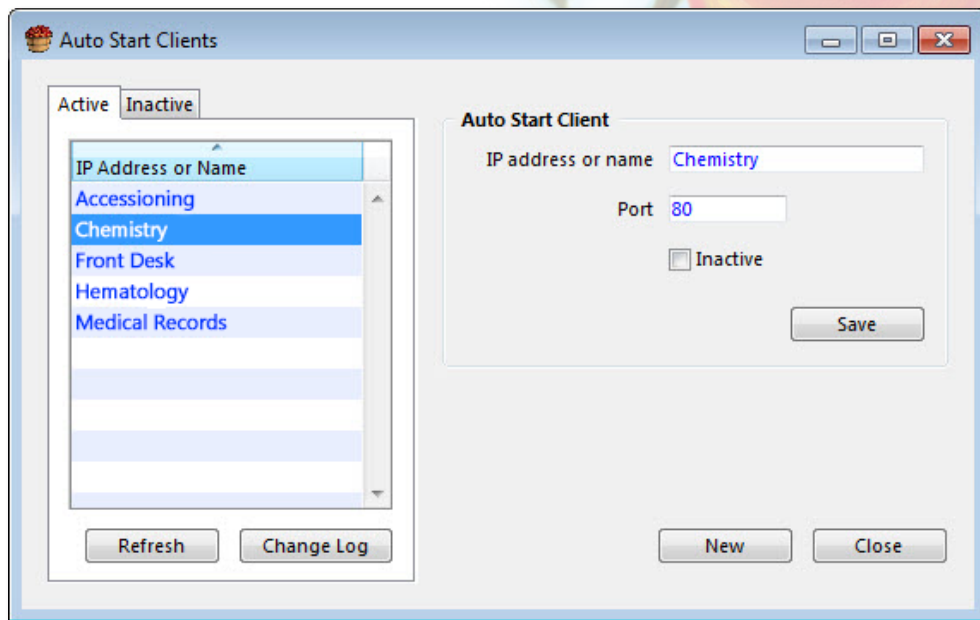 Auto Start Clients
Active Inactive
IP Address or Name
Accessioning
Chemistry
Front Desk
Hematology
Medical Records
Refresh Change Log
Auto Start Client
IP address or name Chemistry
Port 80
Inactive
Save
New Close